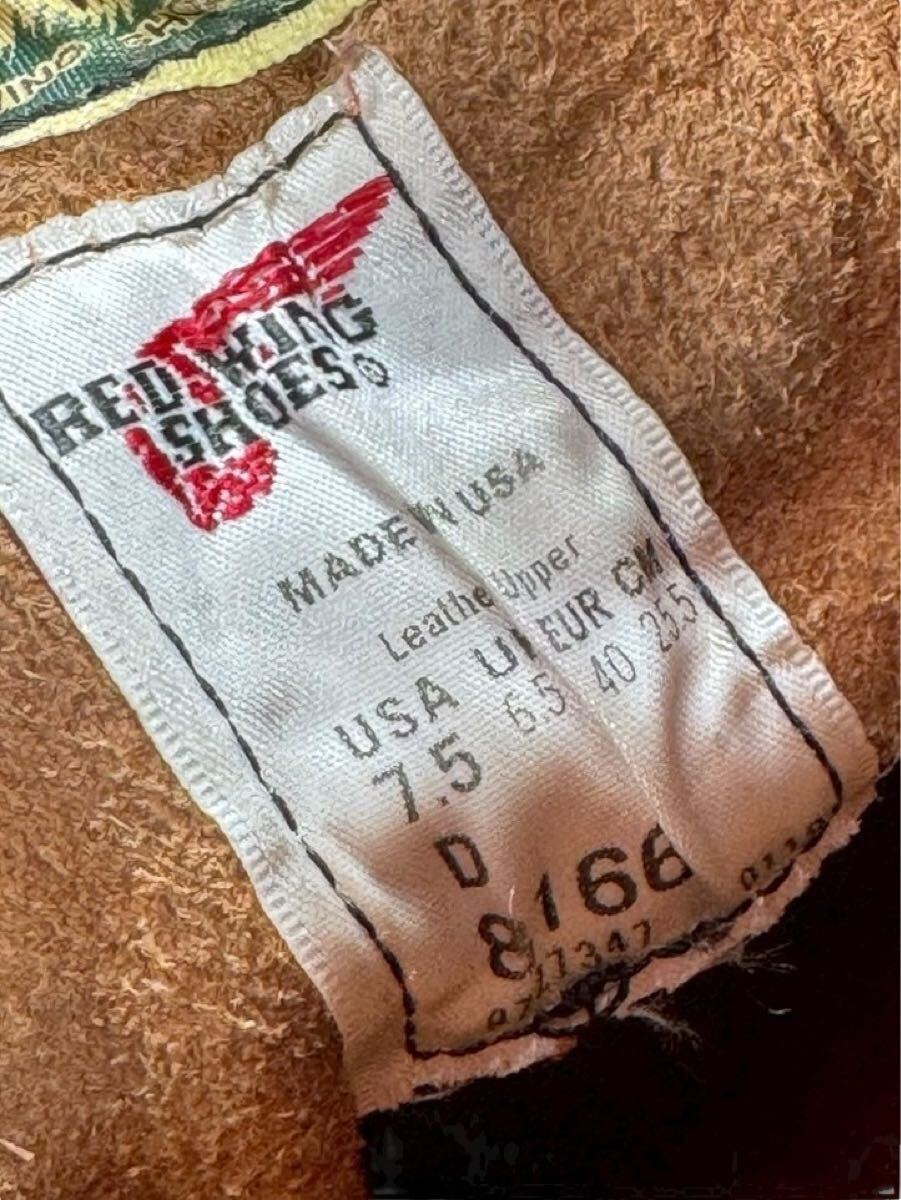 RED WING
SHOES®
MADE IN USA
Leather Upper
USA UK EUR CM
7.5 6.5 40 25.5
D
8166
0110